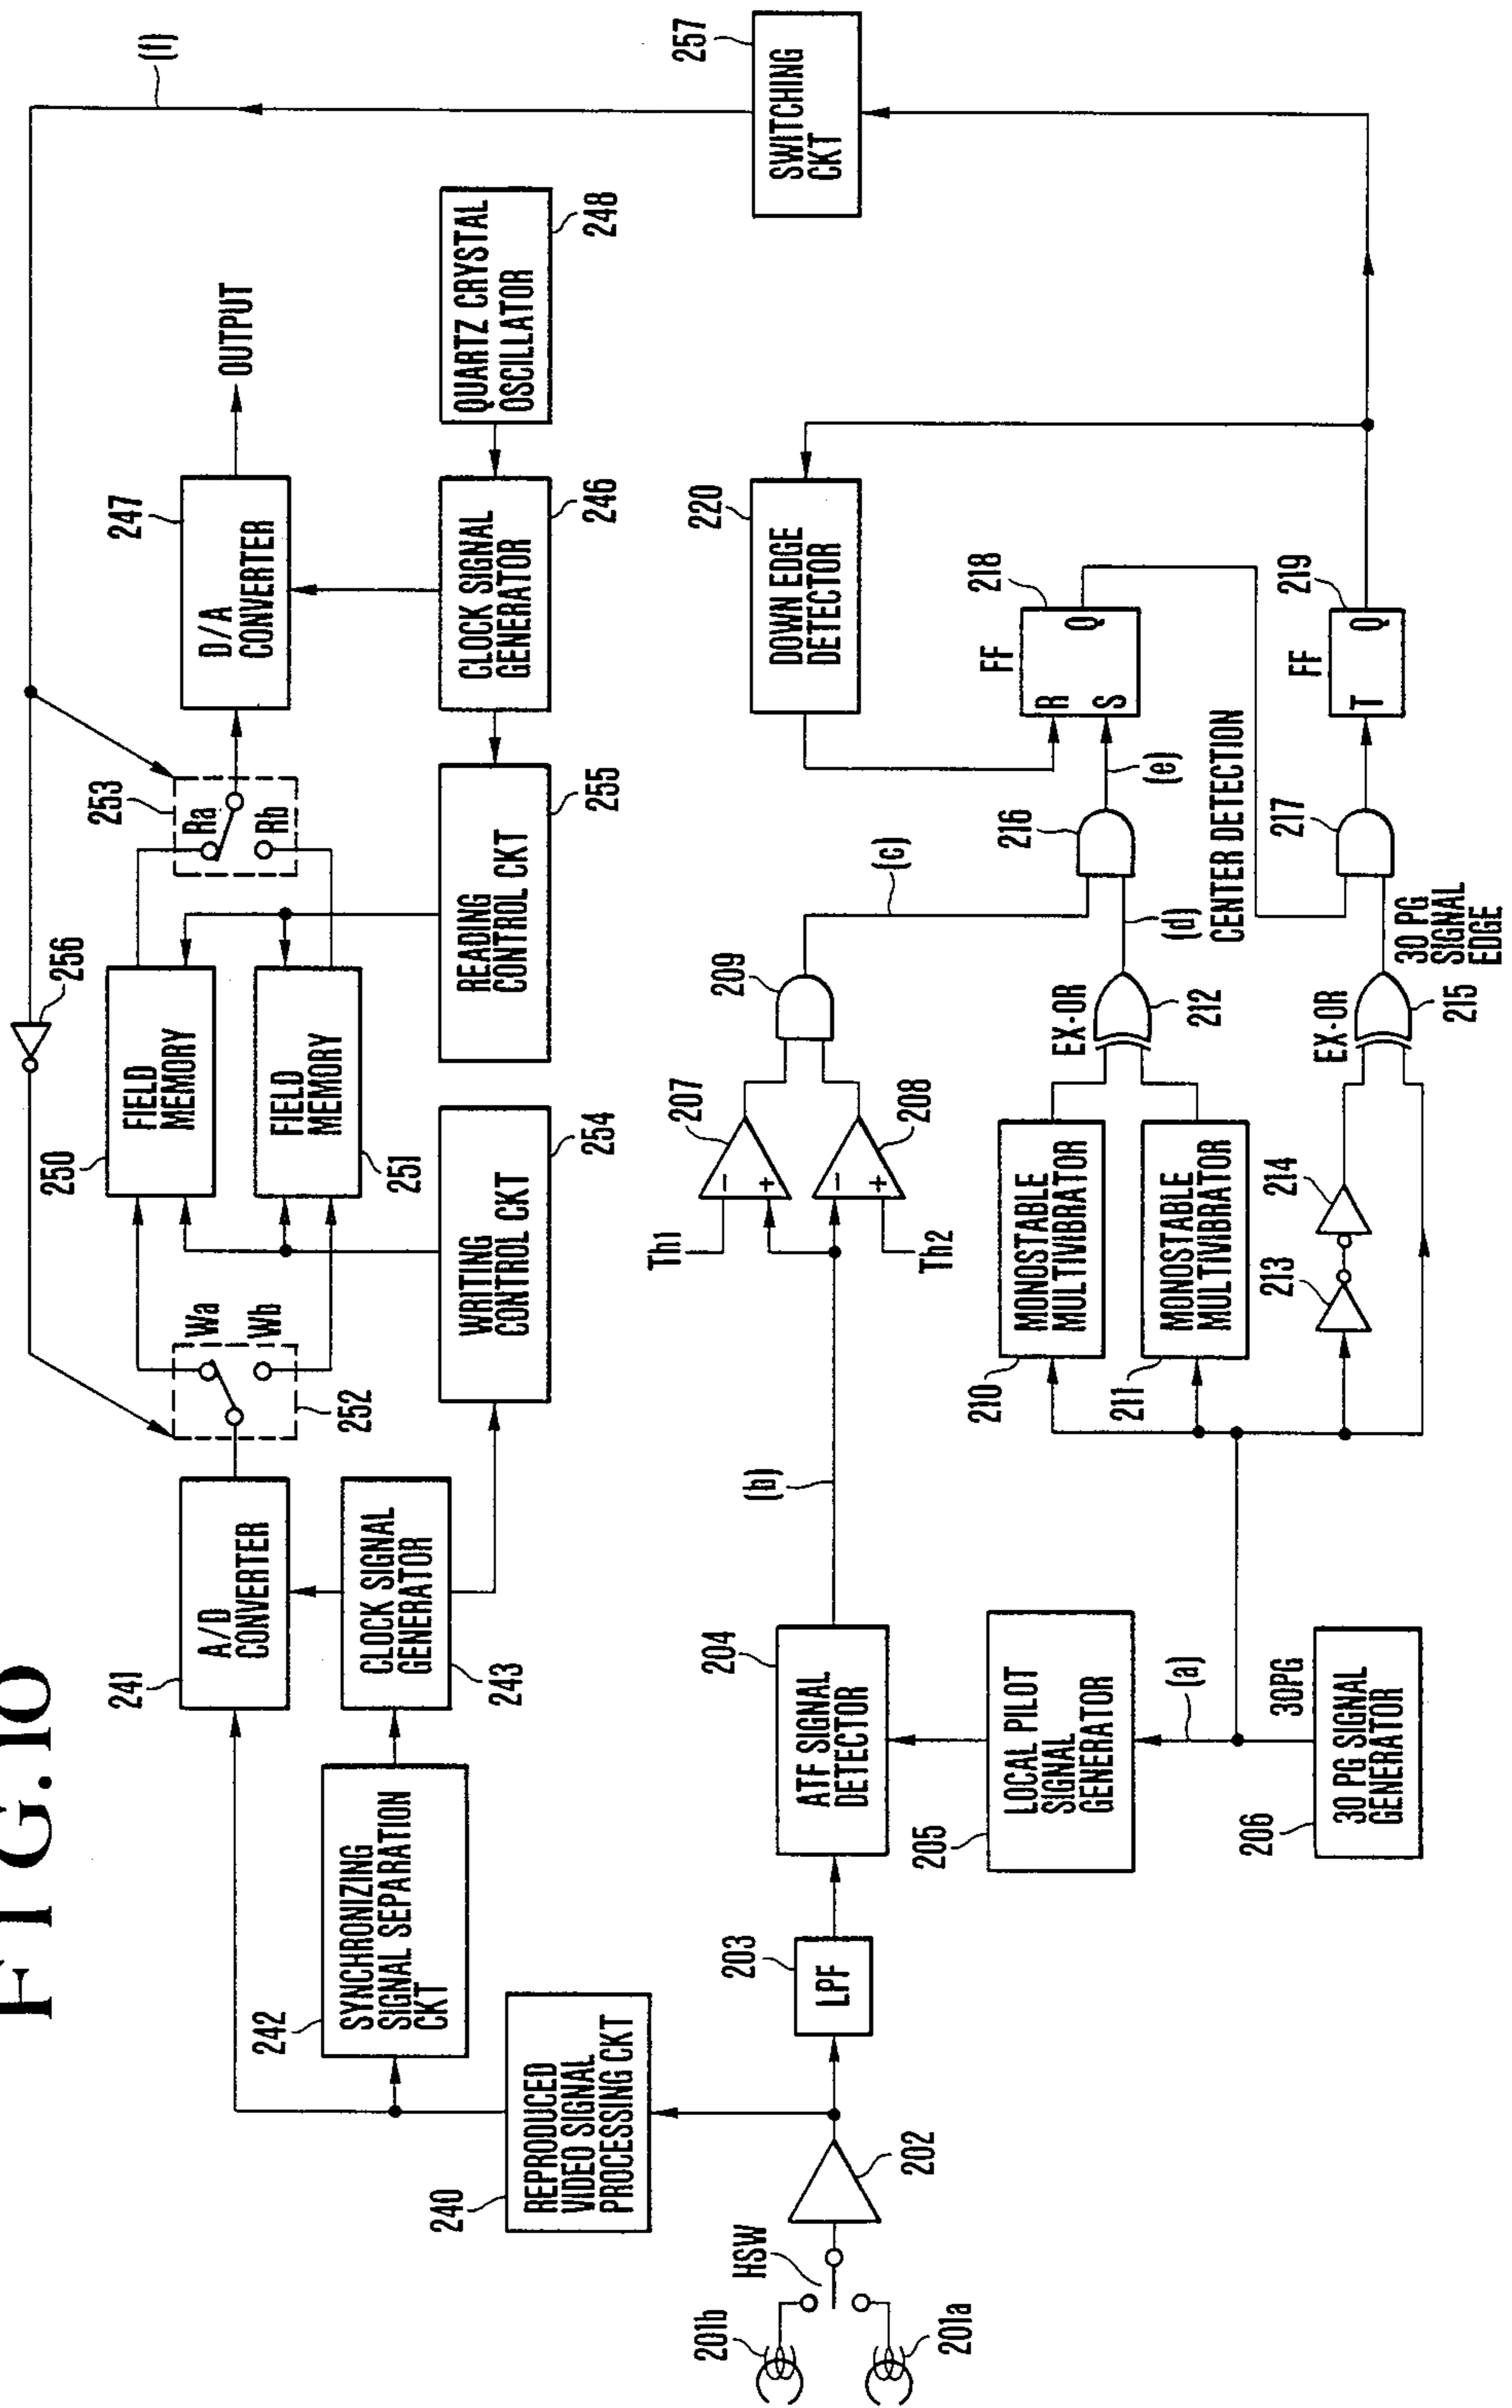 FIG.10
201b
201a
HSW
202
240
REPRODUCED
VIDEO SIGNAL
PROCESSING CKT
203
LPF
242
SYNCHRONIZING
SIGNAL SEPARATION
CKT
241
A/D
CONVERTER
CLOCK SIGNAL
GENERATOR
243
204
ATF SIGNAL
DETECTOR
205
LOCAL PILOT
SIGNAL
GENERATOR
(a)
30PG
206
30 PG SIGNAL
GENERATOR
(b)
252
Wa
Wb
WRITING
CONTROL CKT
254
250
FIELD
MEMORY
FIELD
MEMORY
251
256
READING
CONTROL CKT
255
253
Ra
Rb
247
D/A
CONVERTER
OUTPUT
CLOCK SIGNAL
GENERATOR
246
QUARTZ CRYSTAL
OSCILLATOR
248
(f)
Th1
Th2
207
208
-
+
-
+
209
(c)
210
MONOSTABLE
MULTIVIBRATOR
211
MONOSTABLE
MULTIVIBRATOR
213
214
EX-OR
212
(d)
EX-OR
215
30 PG
SIGNAL
EDGE
216
(e)
CENTER DETECTION
217
220
DOWN EDGE
DETECTOR
FF
218
R
S
Q
FF
219
T
Q
257
SWITCHING
CKT